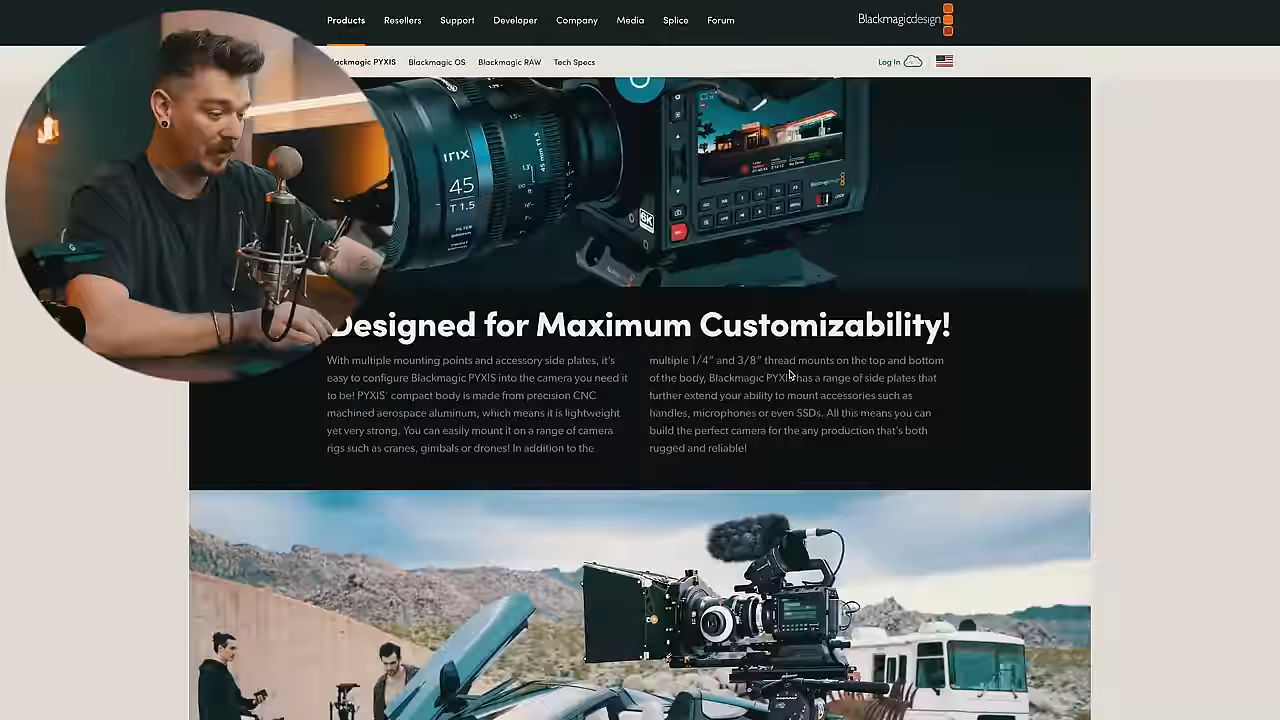 Products Resellers Support Developer Company Media Splice Forum
Blackmagicdesign
Blackmagic PYXIS Blackmagic OS Blackmagic RAW Tech Specs
Log In
IRIX
45
T 1.5
45 mm T1.5
6K
Designed for Maximum Customizability!
With multiple mounting points and accessory side plates, it's
easy to configure Blackmagic PYXIS into the camera you need it
to be! PYXIS' compact body is made from precision CNC
machined aerospace aluminum, which means it is lightweight
yet very strong. You can easily mount it on a range of camera
rigs such as cranes, gimbals or drones! In addition to the
multiple 1/4” and 3/8” thread mounts on the top and bottom
of the body, Blackmagic PYXIS has a range of side plates that
further extend your ability to mount accessories such as
handles, microphones or even SSDs. All this means you can
build the perfect camera for the any production that's both
rugged and reliable!